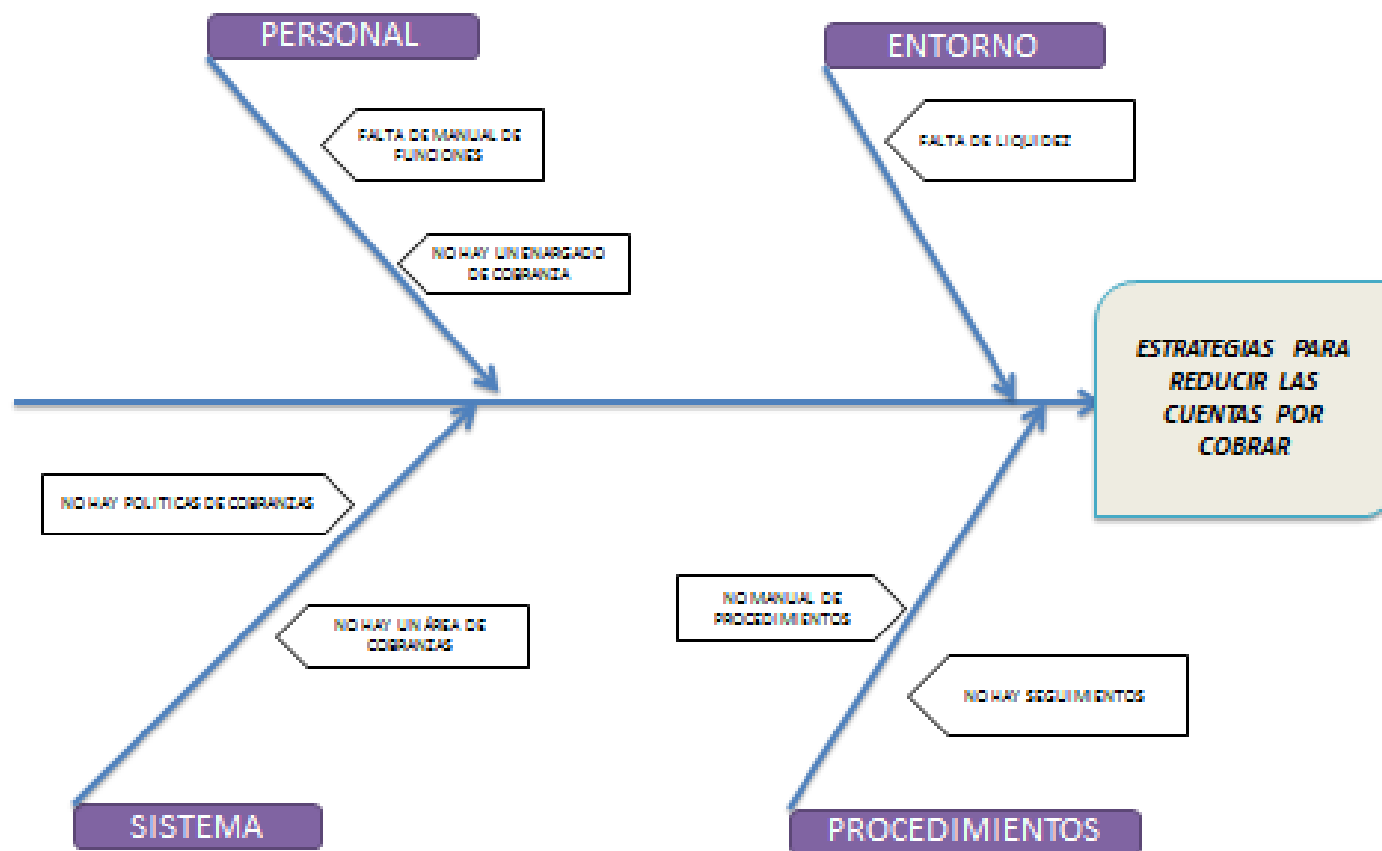 PERSONAL
ENTORNO
FALTA DE MANUAL DE
FUNCIONES
FALTA DE LIQUIDEZ
NO HAY UN ENARGADO
DE COBRANZA
ESTRATEGIAS PARA
REDUCIR LAS
CUENTAS POR
COBRAR
NO HAY POLITICAS DE COBRANZAS
NO HAY UN ÁREA DE
COBRANZAS
NO MANUAL DE
PROCEDIMIENTOS
NO HAY SEGUIMIENTOS
SISTEMA
PROCEDIMIENTOS